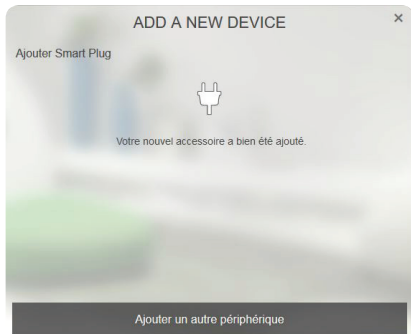 ADD A NEW DEVICE
×
Ajouter Smart Plug
Votre nouvel accessoire a bien été ajouté.
Ajouter un autre périphérique